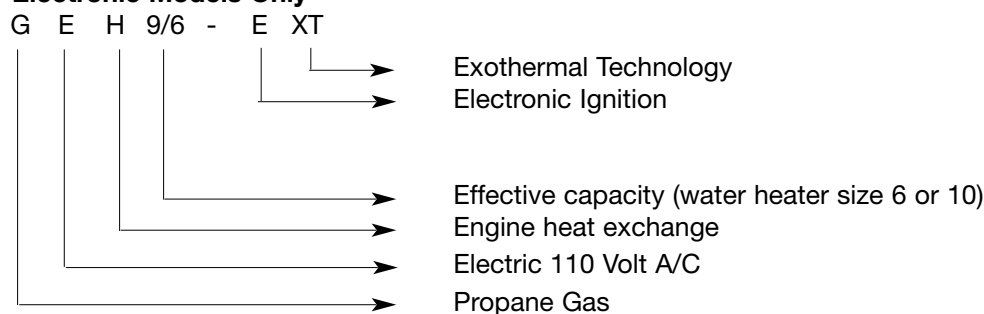 Electronic Models Only
G E H 9/6 - E XT
Exothermal Technology
Electronic Ignition
Effective capacity (water heater size 6 or 10)
Engine heat exchange
Electric 110 Volt A/C
Propane Gas